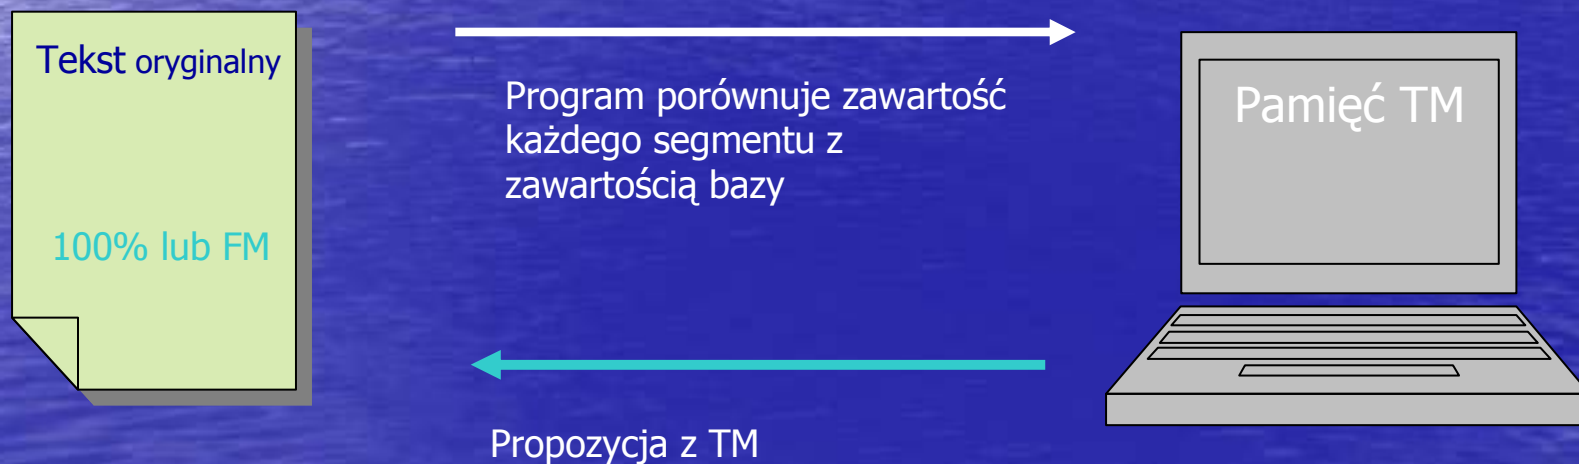 Tekst oryginalny
100% lub FM
Program porównuje zawartość
każdego segmentu z
zawartością bazy
Pamięć TM
Propozycja z TM